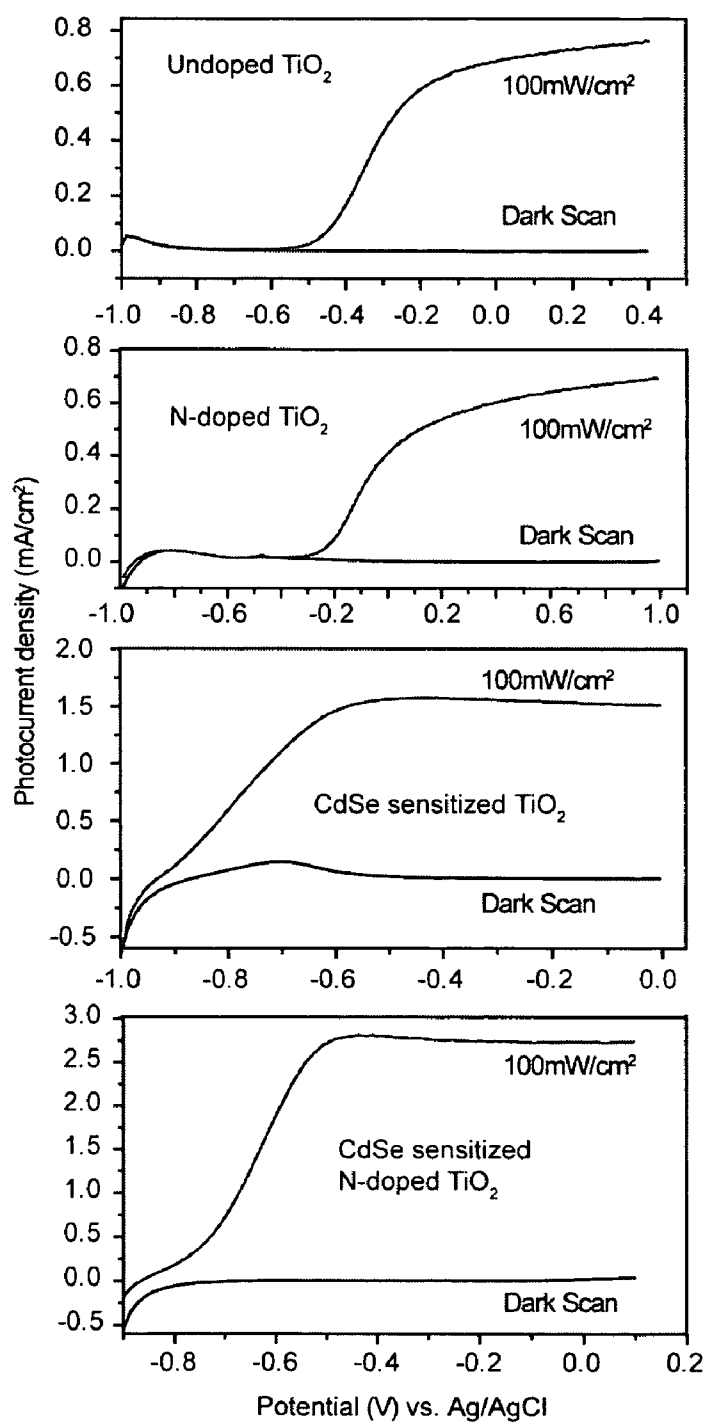 0.8
Undoped TiO₂
100mW/cm²
0.6
0.4
0.2
Dark Scan
0.0
-1.0 -0.8 -0.6 -0.4 -0.2 0.0 0.2 0.4
0.8
N-doped TiO₂
0.6
100mW/cm²
0.4
0.2
Dark Scan
0.0
-1.0 -0.6 -0.2 0.2 0.6 1.0
Photocurrent density (mA/cm²)
2.0
100mW/cm²
1.5
1.0
CdSe sensitized TiO₂
0.5
0.0
Dark Scan
-0.5
-1.0 -0.8 -0.6 -0.4 -0.2 0.0
3.0
2.5
100mW/cm²
2.0
1.5
CdSe sensitized
N-doped TiO₂
1.0
0.5
0.0
Dark Scan
-0.5
-0.8 -0.6 -0.4 -0.2 0.0 0.2
Potential (V) vs. Ag/AgCl